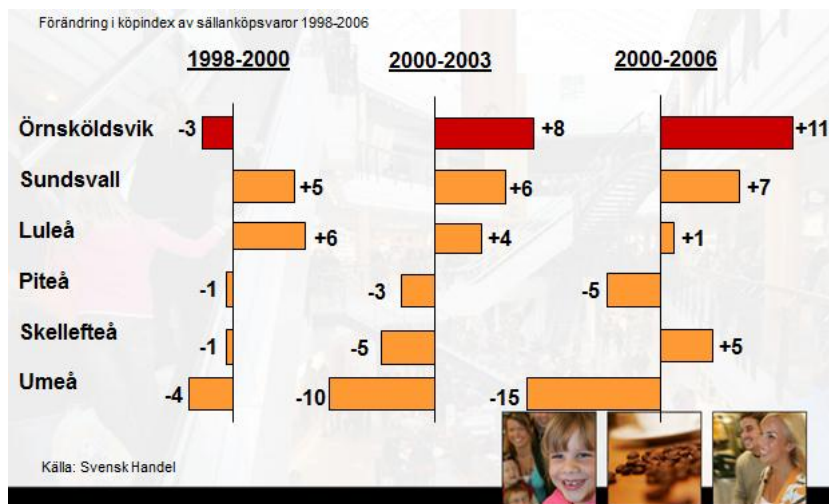 Förändring i köpindex av sällanköpsvaror 1998-2006
1998-2000 2000-2003 2000-2006
Örnsköldsvik -3 +8 +11
Sundsvall +5 +6 +7
Luleå +6 +4 +1
Piteå -1 -3 -5
Skellefteå -1 -5 +5
Umeå -4 -10 -15
Källa: Svensk Handel